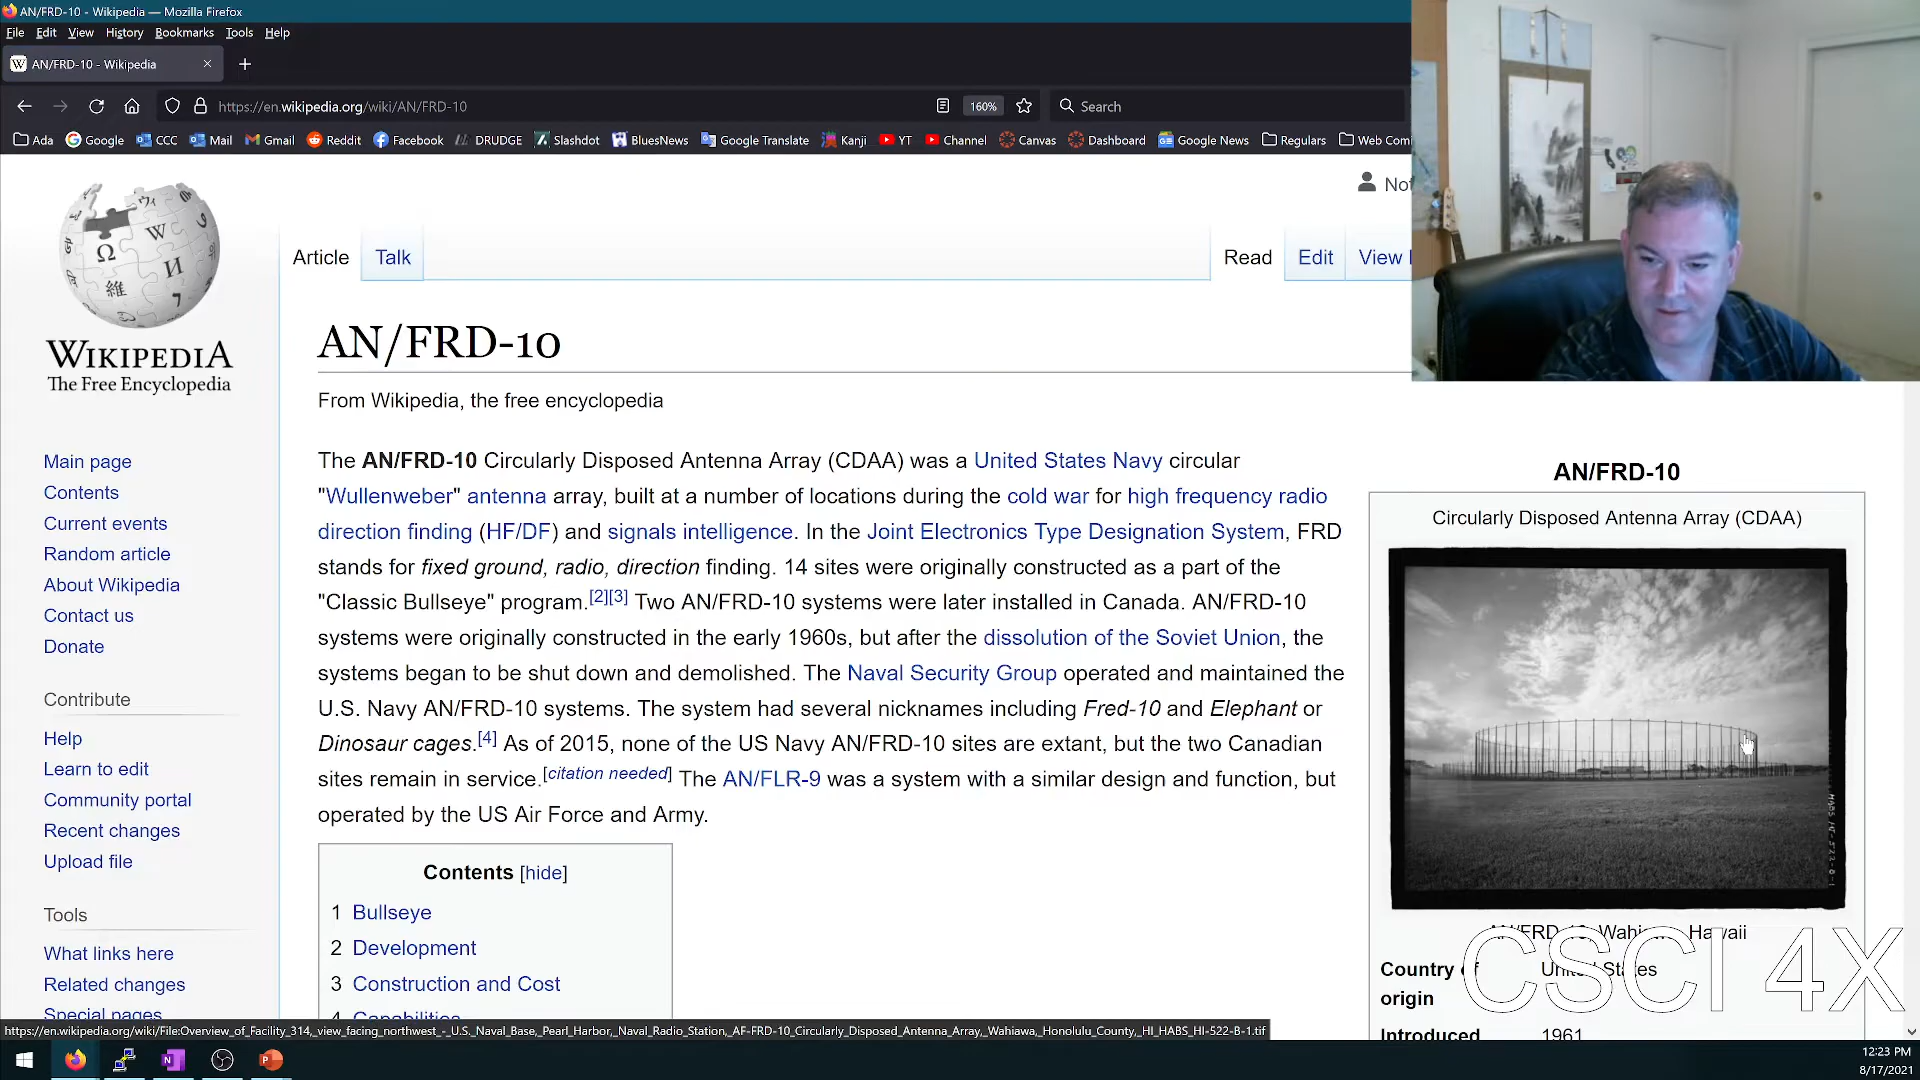 AN/FRD-10 - Wikipedia — Mozilla Firefox
File Edit View History Bookmarks Tools Help
AN/FRD-10 - Wikipedia
https://en.wikipedia.org/wiki/AN/FRD-10 160% Search
Ada Google CCC Mail Gmail Reddit Facebook DRUDGE Slashdot BluesNews Google Translate Kanji YT Channel Canvas Dashboard Google News Regulars Web Comi
Not
Article Talk Read Edit View
WIKIPEDIA
The Free Encyclopedia
Main page
Contents
Current events
Random article
About Wikipedia
Contact us
Donate
Contribute
Help
Learn to edit
Community portal
Recent changes
Upload file
Tools
What links here
Related changes
Special pages
AN/FRD-10
From Wikipedia, the free encyclopedia
The AN/FRD-10 Circularly Disposed Antenna Array (CDAA) was a United States Navy circular
"Wullenweber" antenna array, built at a number of locations during the cold war for high frequency radio
direction finding (HF/DF) and signals intelligence. In the Joint Electronics Type Designation System, FRD
stands for fixed ground, radio, direction finding. 14 sites were originally constructed as a part of the
"Classic Bullseye" program.[2][3] Two AN/FRD-10 systems were later installed in Canada. AN/FRD-10
systems were originally constructed in the early 1960s, but after the dissolution of the Soviet Union, the
systems began to be shut down and demolished. The Naval Security Group operated and maintained the
U.S. Navy AN/FRD-10 systems. The system had several nicknames including Fred-10 and Elephant or
Dinosaur cages.[4] As of 2015, none of the US Navy AN/FRD-10 sites are extant, but the two Canadian
sites remain in service.[citation needed] The AN/FLR-9 was a system with a similar design and function, but
operated by the US Air Force and Army.
Contents [hide]
1 Bullseye
2 Development
3 Construction and Cost
4 Capabilities
AN/FRD-10
Circularly Disposed Antenna Array (CDAA)
HABS HI-522-B-1
AN/FRD-10, Wahiawa, Hawaii
Country of United States
origin
Introduced 1961
CSCI 4X
https://en.wikipedia.org/wiki/File:Overview_of_Facility_314,_view_facing_northwest_-_U.S._Naval_Base,_Pearl_Harbor,_Naval_Radio_Station,_AF-FRD-10_Circularly_Disposed_Antenna_Array,_Wahiawa,_Honolulu_County,_HI_HABS_HI-522-B-1.tif
12:23 PM
8/17/2021